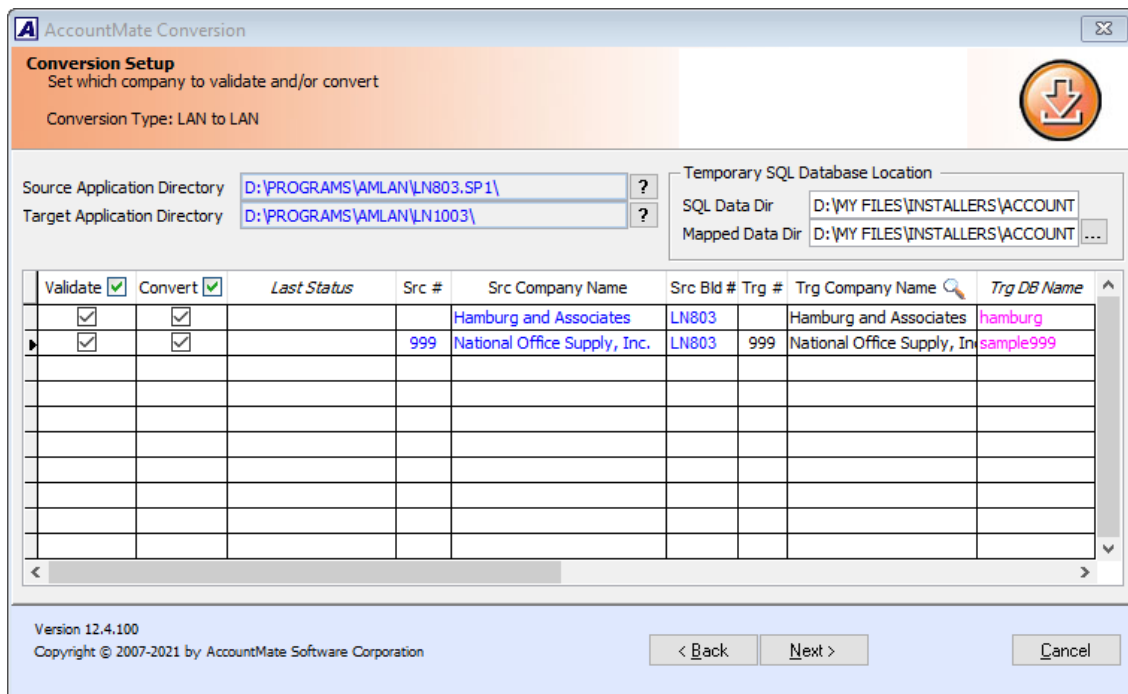 AccountMate Conversion
Conversion Setup
Set which company to validate and/or convert
Conversion Type: LAN to LAN
Source Application Directory D:\PROGRAMS\AMLAN\LN803.SP1\ ?
Target Application Directory D:\PROGRAMS\AMLAN\LN1003\ ?
Temporary SQL Database Location
SQL Data Dir D:\MY FILES\INSTALLERS\ACCOUNT
Mapped Data Dir D:\MY FILES\INSTALLERS\ACCOUNT ...
Validate Convert Last Status Src # Src Company Name Src Bld # Trg # Trg Company Name Trg DB Name
Hamburg and Associates LN803 Hamburg and Associates hamburg
999 National Office Supply, Inc. LN803 999 National Office Supply, In sample999
Version 12.4.100
Copyright © 2007-2021 by AccountMate Software Corporation
< Back Next > Cancel